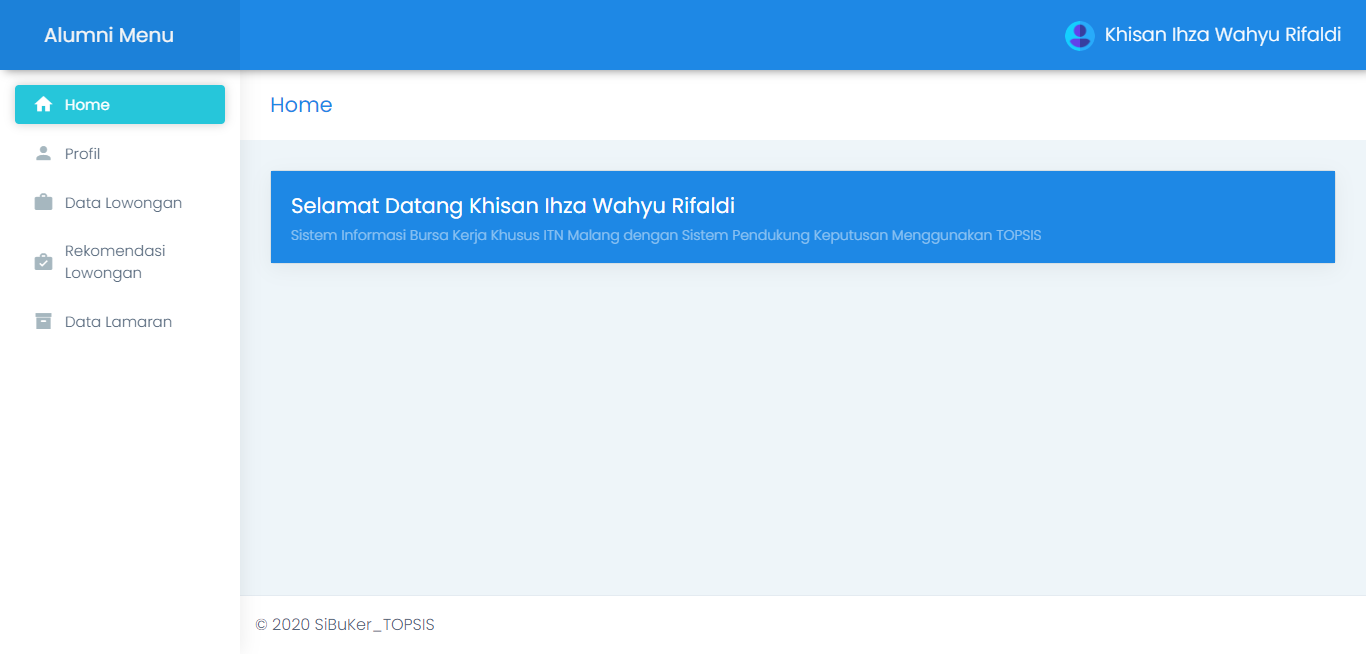 Alumni Menu
Khisan Ihza Wahyu Rifaldi
Home
Profil
Data Lowongan
Rekomendasi
Lowongan
Data Lamaran
Home
Selamat Datang Khisan Ihza Wahyu Rifaldi
Sistem Informasi Bursa Kerja Khusus ITN Malang dengan Sistem Pendukung Keputusan Menggunakan TOPSIS
© 2020 SiBuKer_TOPSIS